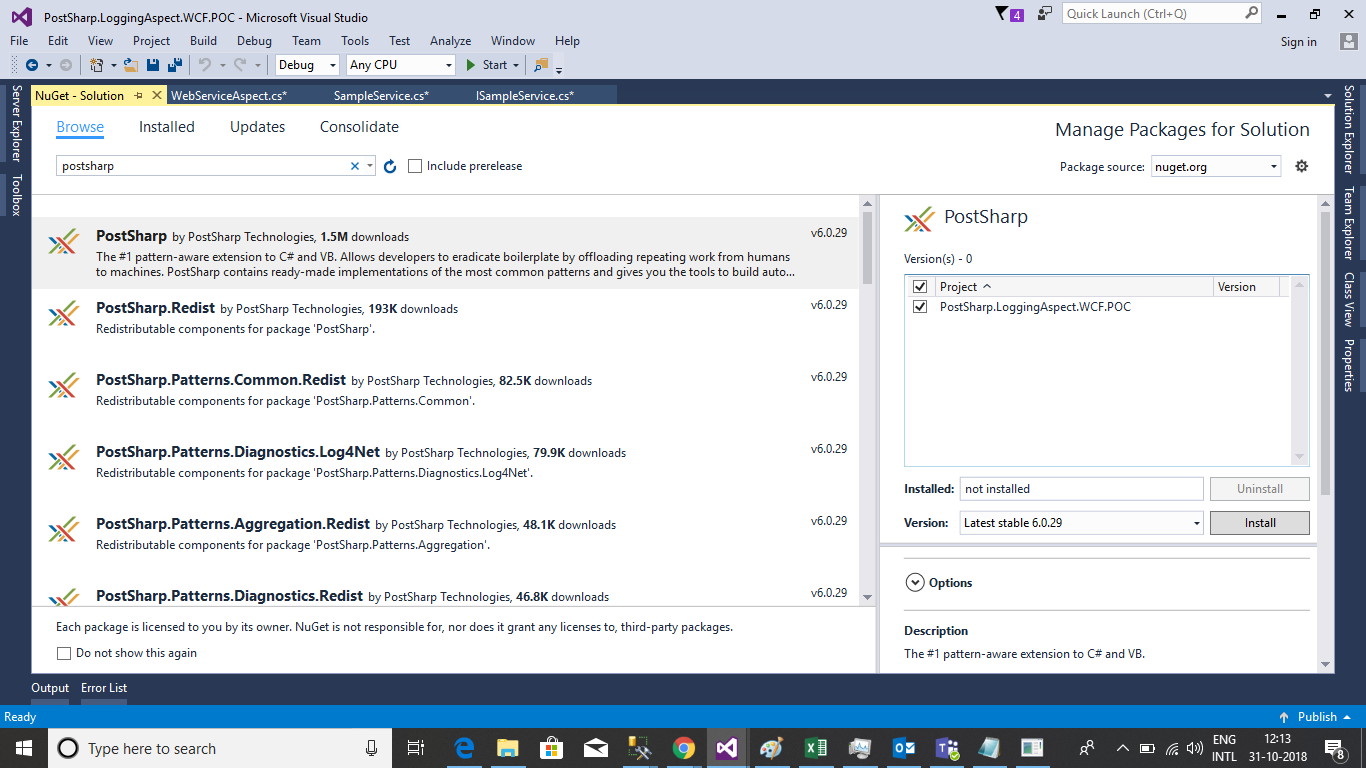 PostSharp.LoggingAspect.WCF.POC - Microsoft Visual Studio
4
Quick Launch (Ctrl+Q)
File Edit View Project Build Debug Team Tools Test Analyze Window Help
Sign in
Debug Any CPU Start
NuGet - Solution WebServiceAspect.cs* SampleService.cs* ISampleService.cs*
Server Explorer
Toolbox
Browse Installed Updates Consolidate
Manage Packages for Solution
postsharp
Include prerelease
Package source: nuget.org
PostSharp by PostSharp Technologies, 1.5M downloads
v6.0.29
The #1 pattern-aware extension to C# and VB. Allows developers to eradicate boilerplate by offloading repeating work from humans
to machines. PostSharp contains ready-made implementations of the most common patterns and gives you the tools to build auto...
PostSharp.Redist by PostSharp Technologies, 193K downloads
v6.0.29
Redistributable components for package 'PostSharp'.
PostSharp.Patterns.Common.Redist by PostSharp Technologies, 82.5K downloads
v6.0.29
Redistributable components for package 'PostSharp.Patterns.Common'.
PostSharp.Patterns.Diagnostics.Log4Net by PostSharp Technologies, 79.9K downloads
v6.0.29
Redistributable components for package 'PostSharp.Patterns.Diagnostics.Log4Net'.
PostSharp.Patterns.Aggregation.Redist by PostSharp Technologies, 48.1K downloads
v6.0.29
Redistributable components for package 'PostSharp.Patterns.Aggregation'.
PostSharp.Patterns.Diagnostics.Redist by PostSharp Technologies, 46.8K downloads
v6.0.29
Each package is licensed to you by its owner. NuGet is not responsible for, nor does it grant any licenses to, third-party packages.
Do not show this again
PostSharp
Version(s) - 0
Project Version
PostSharp.LoggingAspect.WCF.POC
Installed: not installed Uninstall
Version: Latest stable 6.0.29 Install
Options
Description
The #1 pattern-aware extension to C# and VB.
Solution Explorer
Team Explorer
Class View
Properties
Output Error List
Ready
Publish
Type here to search
ENG
INTL
12:13
31-10-2018
8